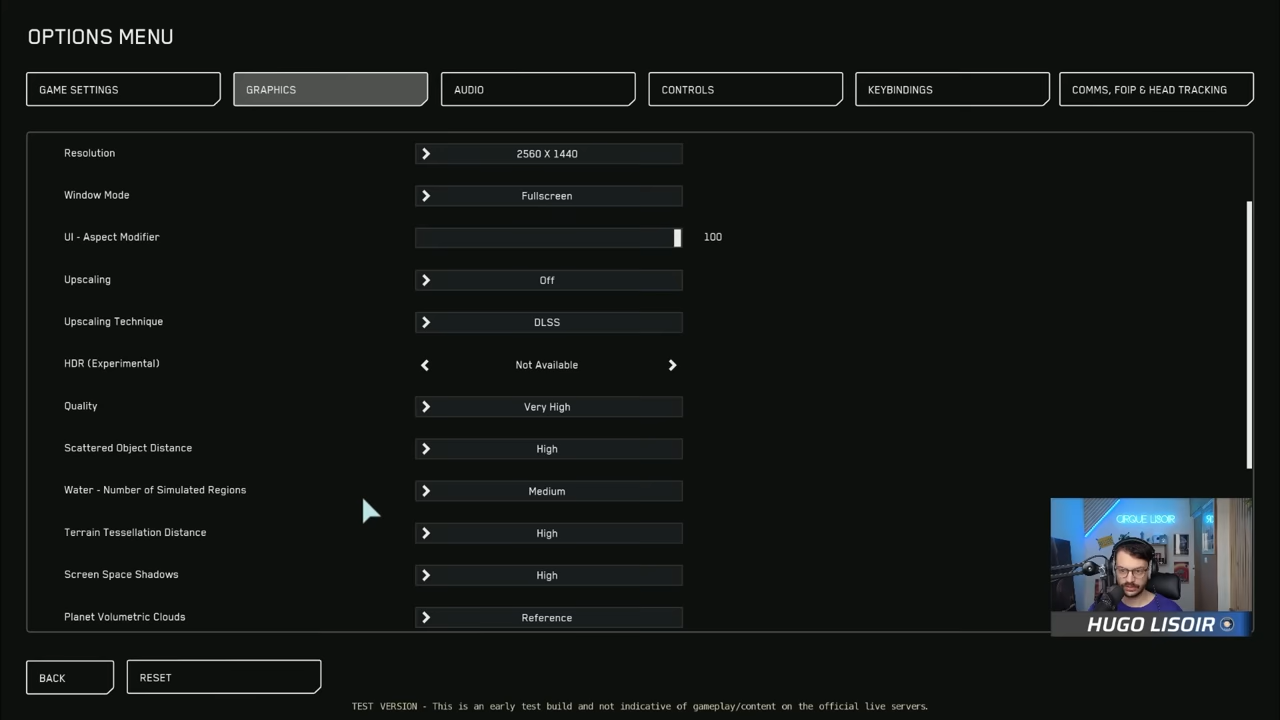 OPTIONS MENU
GAME SETTINGS
GRAPHICS
AUDIO
CONTROLS
KEYBINDINGS
COMMS, FOIP & HEAD TRACKING
Resolution
2560 X 1440
Window Mode
Fullscreen
UI - Aspect Modifier
100
Upscaling
Off
Upscaling Technique
DLSS
HDR (Experimental)
Not Available
Quality
Very High
Scattered Object Distance
High
Water - Number of Simulated Regions
Medium
Terrain Tessellation Distance
High
Screen Space Shadows
High
Planet Volumetric Clouds
Reference
CIRQUE LISOIR
HUGO LISOIR
BACK
RESET
TEST VERSION - This is an early test build and not indicative of gameplay/content on the official live servers.